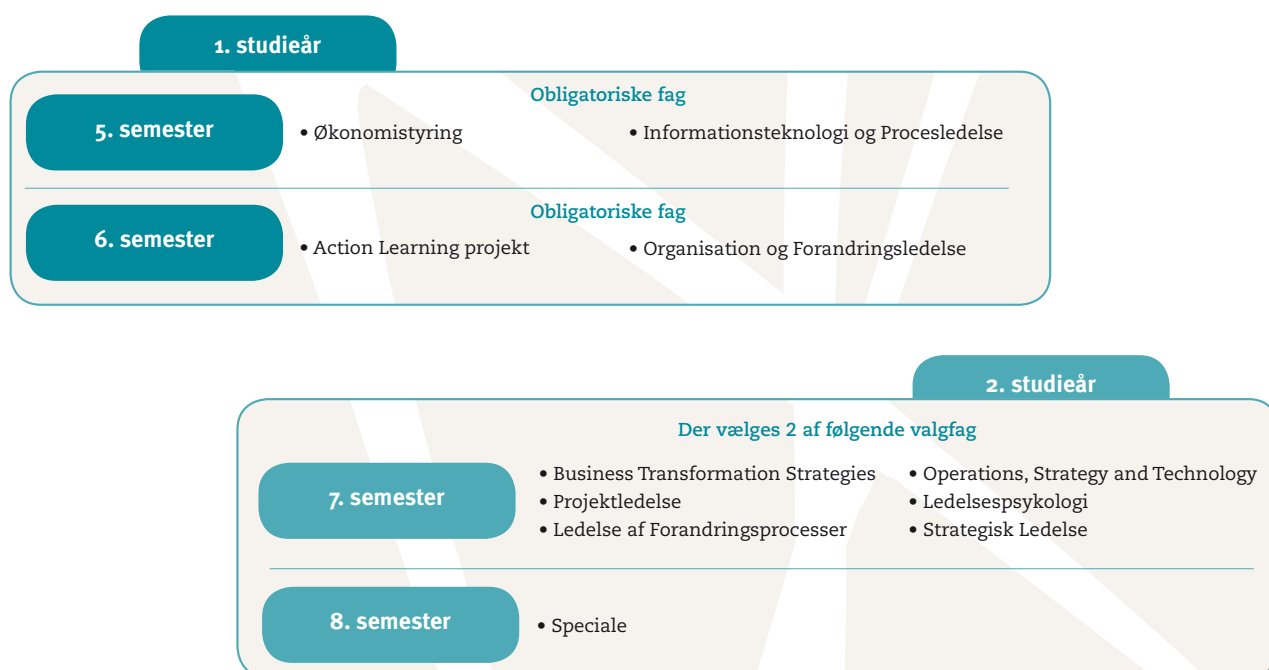 1. studieår
Obligatoriske fag
5. semester
• Økonomistyring
• Informationsteknologi og Procesledelse
Obligatoriske fag
6. semester
• Action Learning projekt
• Organisation og Forandringsledelse
2. studieår
Der vælges 2 af følgende valgfag
7. semester
• Business Transformation Strategies
• Projektledelse
• Ledelse af Forandringsprocesser
• Operations, Strategy and Technology
• Ledelsespsykologi
• Strategisk Ledelse
8. semester
• Speciale